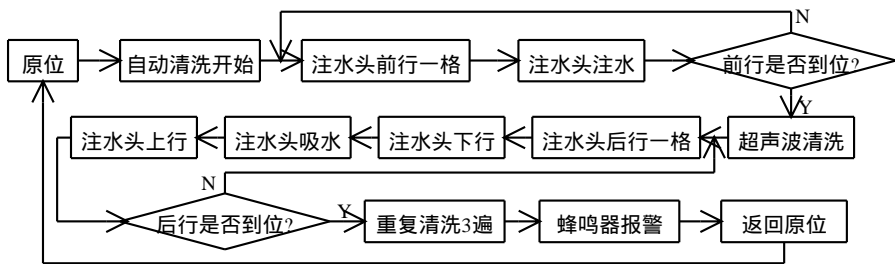 N
原位
自动清洗开始
注水头前行一格
注水头注水
前行是否到位?
Y
注水头上行
注水头吸水
注水头下行
注水头后行一格
超声波清洗
N
后行是否到位?
Y
重复清洗3遍
蜂鸣器报警
返回原位